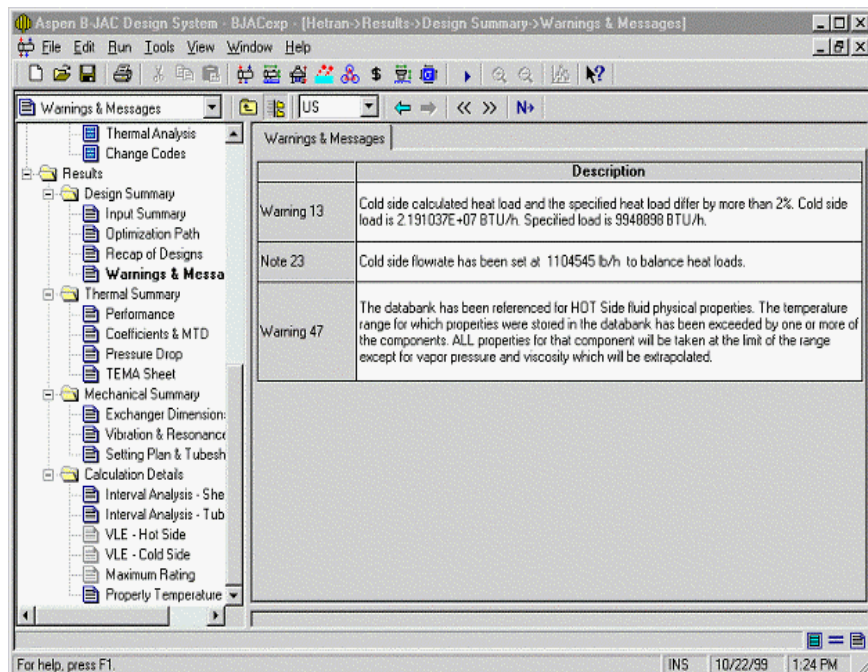 Aspen B-JAC Design System - BJACexp - [Hetran->Results->Design Summary->Warnings & Messages]
File Edit Run Tools View Window Help
Warnings & Messages US N
Thermal Analysis
Change Codes
Results
Design Summary
Input Summary
Optimization Path
Recap of Designs
Warnings & Messa
Thermal Summary
Performance
Coefficients & MTD
Pressure Drop
TEMA Sheet
Mechanical Summary
Exchanger Dimension
Vibration & Resonance
Setting Plan & Tubesh
Calculation Details
Interval Analysis - She
Interval Analysis - Tub
VLE - Hot Side
VLE - Cold Side
Maximum Rating
Property Temperature
Warnings & Messages
Description
Warning 13
Cold side calculated heat load and the specified heat load differ by more than 2%. Cold side
load is 2.191037E+07 BTU/h. Specified load is 9948898 BTU/h.
Note 23
Cold side flowrate has been set at 1104545 lb/h to balance heat loads.
Warning 47
The databank has been referenced for HOT Side fluid physical properties. The temperature
range for which properties were stored in the databank has been exceeded by one or more of
the components. ALL properties for that component will be taken at the limit of the range
except for vapor pressure and viscosity which will be extrapolated.
For help, press F1. INS 10/22/99 1:24 PM